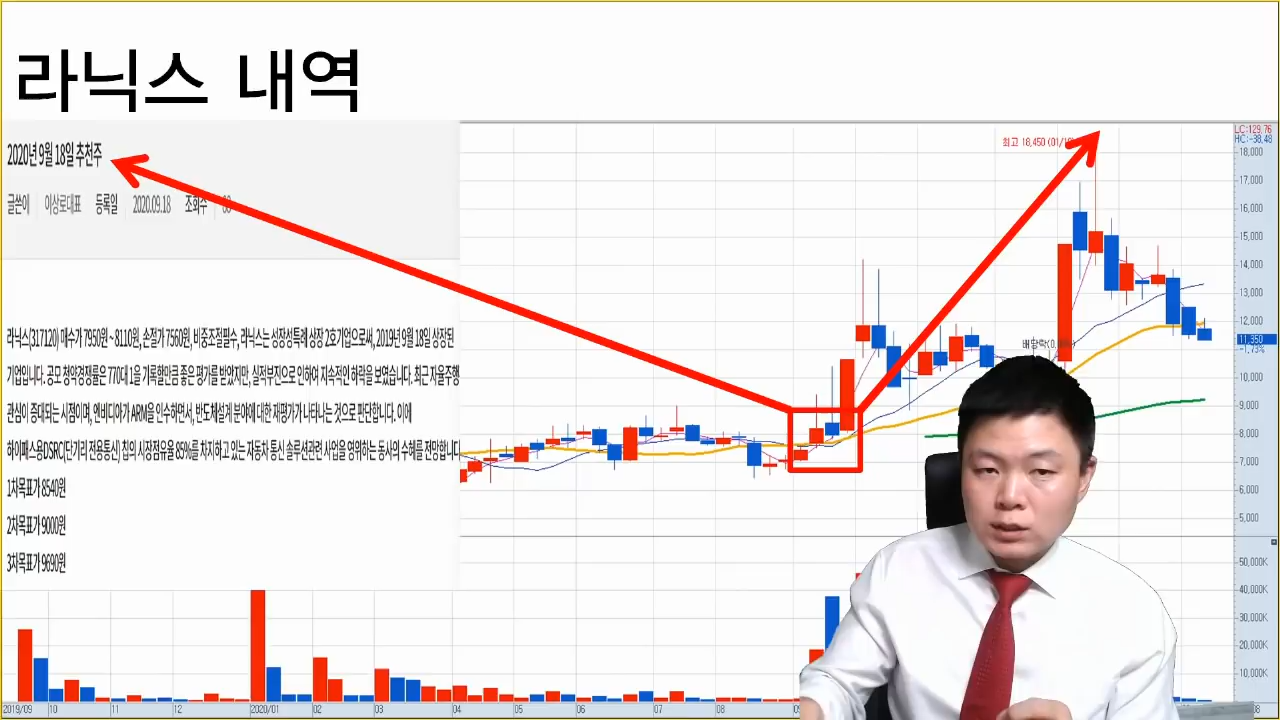 라닉스 내역
2020년 9월 18일 추천주
글쓴이 이상로대표 등록일 2020.09.18 조회수
라닉스(317120) 매수가 7950원~8110원, 손절가 7560원, 비중조절필수, 라닉스는 성장성특례 상장 2호기업으로써, 2019년 9월 18일 상장된
기업입니다. 공모 청약경쟁률은 770대 1을 기록할만큼 좋은 평가를 받았지만, 실적부진으로 인하여 지속적인 하락을 보였습니다. 최근 자율주행
관심이 증대되는 시점이며, 엔비디아가 ARM을 인수하면서, 반도체설계 분야에 대한 재평가가 나타나는 것으로 판단합니다. 이에
하이패스용DSRC(단거리 전용통신) 칩의 시장점유율 85%를 차지하고 있는 자동차 통신 솔루션관련 사업을 영위하는 동사의 수혜를 전망합니다.
1차목표가 8540원
2차목표가 9000원
3차목표가 9690원
최고 18,450 (01/
LC:129.76
HC:-38.48
18,000
17,000
16,000
15,000
14,000
13,000
12,000
11,350
-1.73%
10,000
9,000
8,000
7,000
6,000
5,000
배당락(0.
50,000K
40,000K
30,000K
20,000K
10,000K
2019/09 10 11 12 2020/01 02 03 04 05 06 07 08